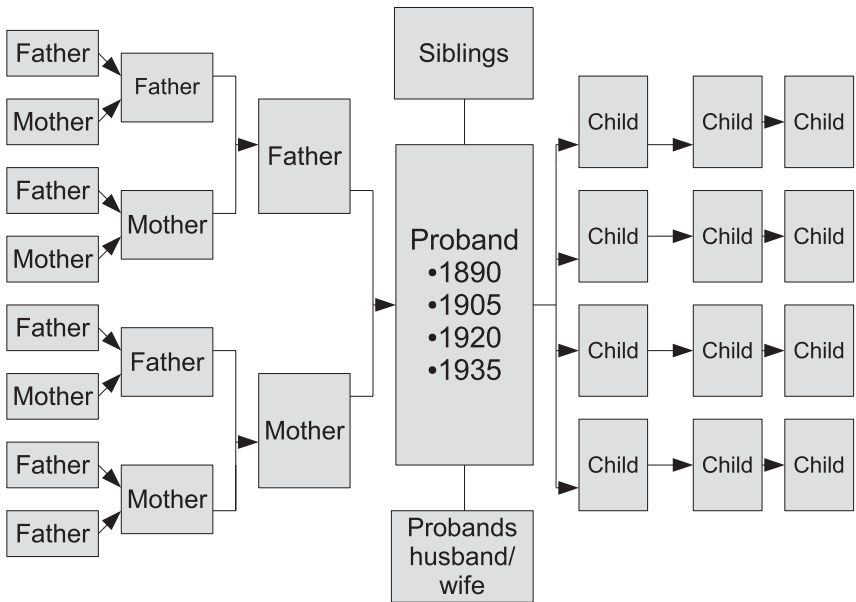 Father
Mother
Father
Mother
Father
Mother
Father
Father
Father
Mother
Father
Mother
Father
Mother
Siblings
Proband
•1890
•1905
•1920
•1935
Probands
husband/
wife
Child
Child
Child
Child
Child
Child
Child
Child
Child
Child
Child
Child